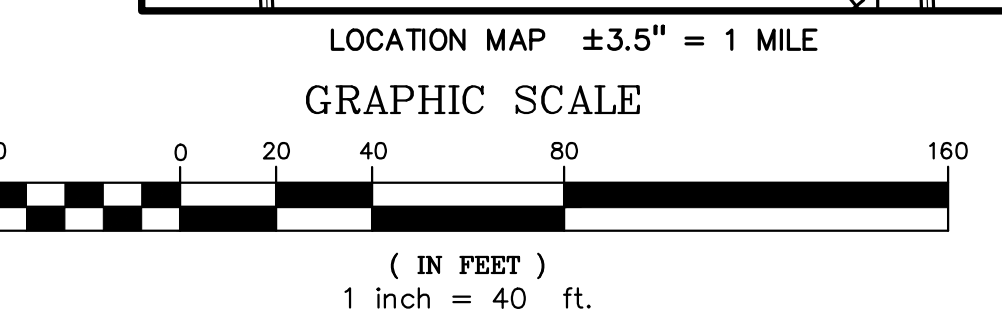 LOCATION MAP ±3.5" = 1 MILE
GRAPHIC SCALE
0 0 20 40 80 160
( IN FEET )
1 inch = 40 ft.